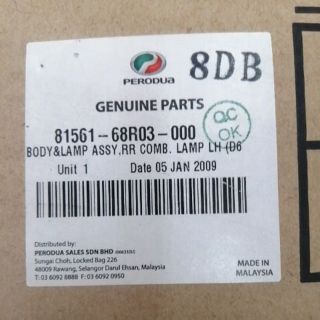 PERODUA
8DB
GENUINE PARTS
81561-68R03-000
QC
OK
BODY&LAMP ASSY,RR COMB. LAMP LH (D6
Unit 1 Date 05 JAN 2009
Distributed by:
PERODUA SALES SDN BHD
Sungai Choh, Locked Bag 226
48009 Rawang, Selangor Darul Ehsan, Malaysia
T: 03 6092 8888 F: 03 6092 0950
MADE IN
MALAYSIA